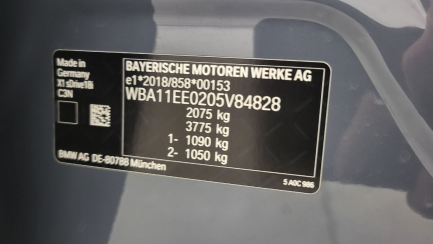 Made in
Germany
X1 sDrive18i
C3N
BAYERISCHE MOTOREN WERKE AG
e1*2018/858*00153
WBA11EE0205V84828
2075 kg
3775 kg
1- 1090 kg
2- 1050 kg
BMW AG DE-80788 München
5 A0C 986